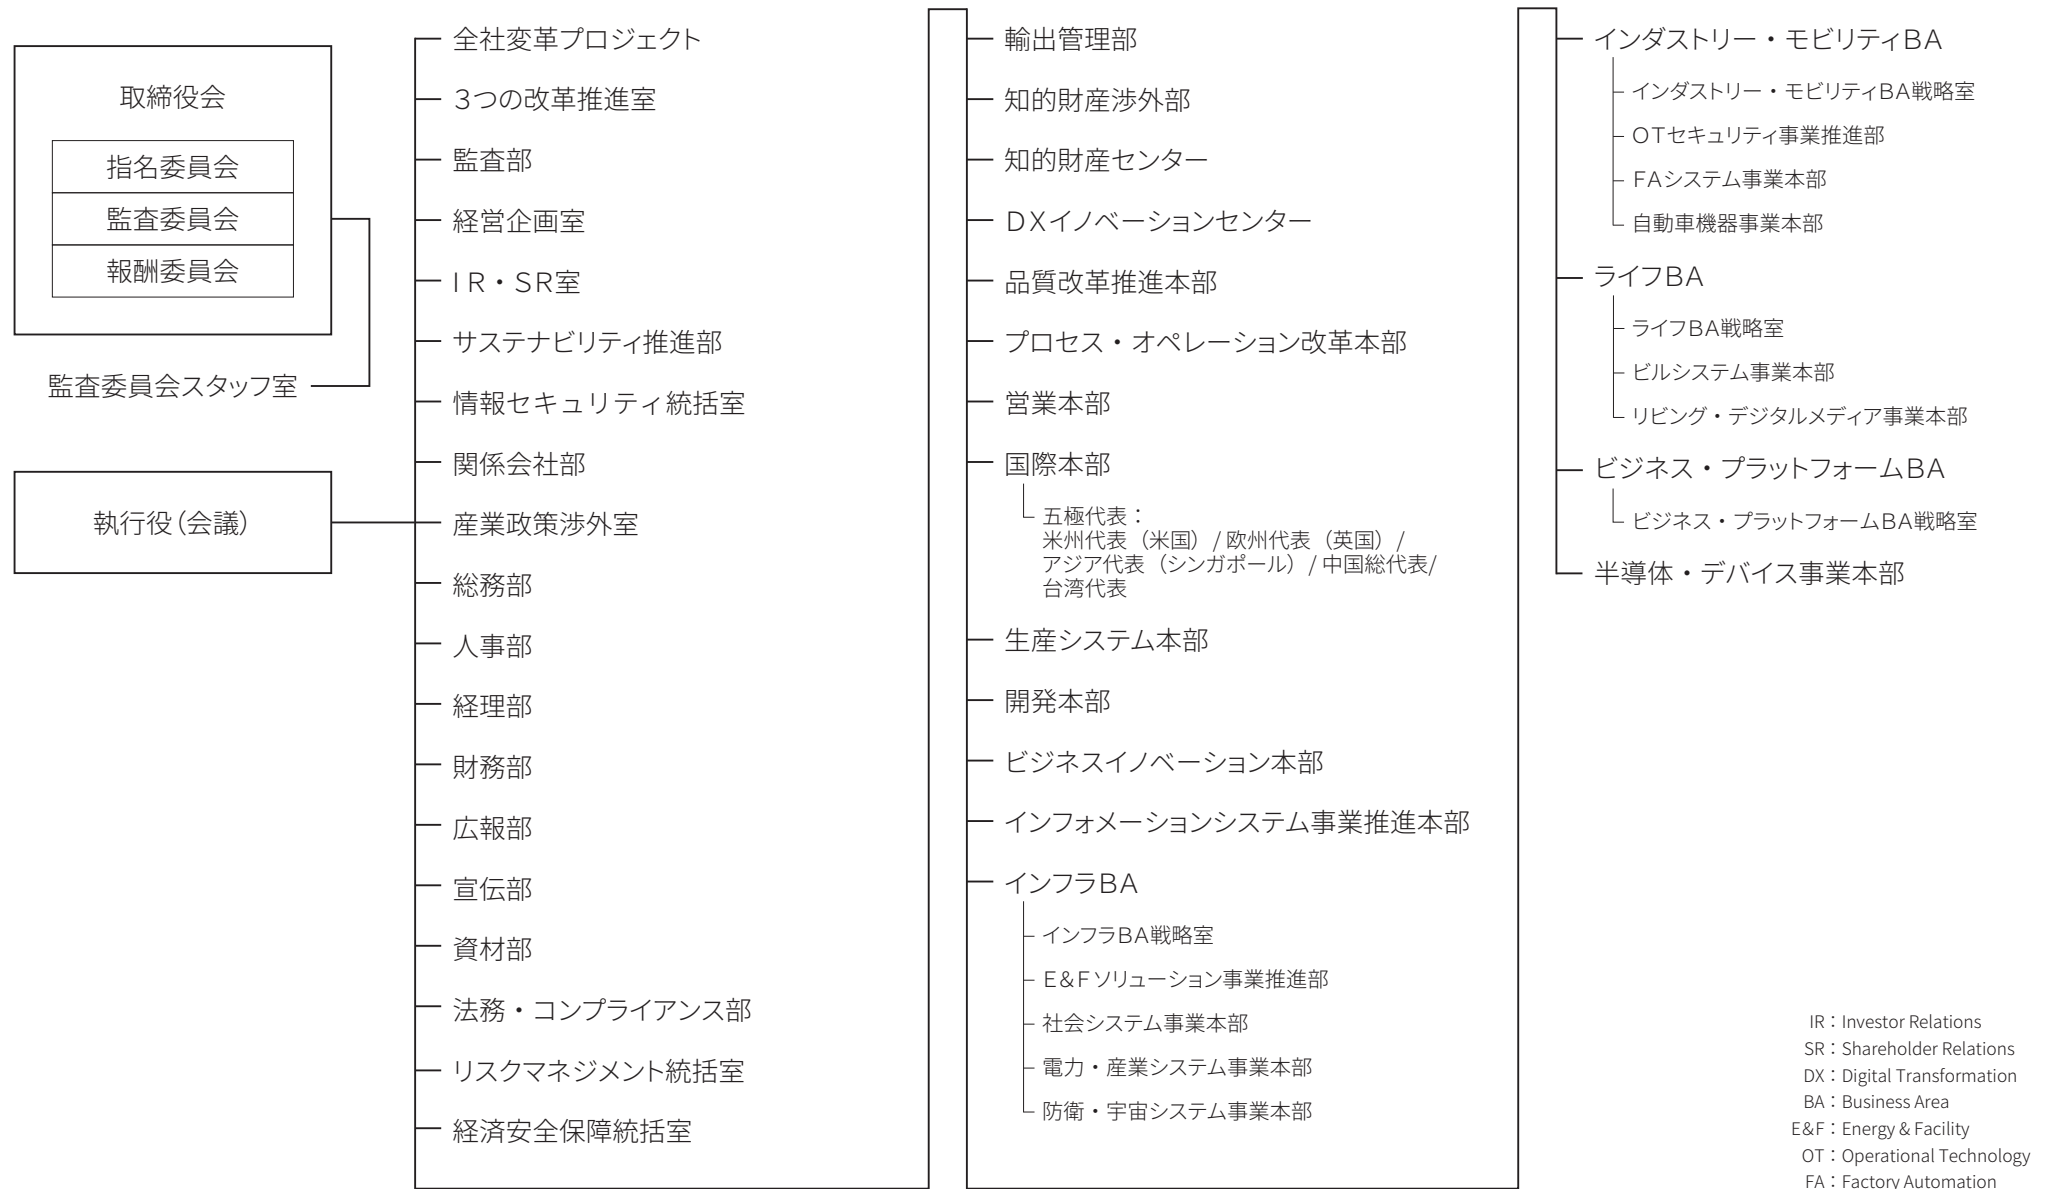 取締役会
指名委員会
監査委員会
報酬委員会
監査委員会スタッフ室
執行役(会議)
全社変革プロジェクト
３つの改革推進室
監査部
経営企画室
ＩＲ・ＳＲ室
サステナビリティ推進部
情報セキュリティ統括室
関係会社部
産業政策渉外室
総務部
人事部
経理部
財務部
広報部
宣伝部
資材部
法務・コンプライアンス部
リスクマネジメント統括室
経済安全保障統括室
輸出管理部
知的財産渉外部
知的財産センター
ＤＸイノベーションセンター
品質改革推進本部
プロセス・オペレーション改革本部
営業本部
国際本部
五極代表：
米州代表（米国）/ 欧州代表（英国）/
アジア代表（シンガポール）/ 中国総代表/
台湾代表
生産システム本部
開発本部
ビジネスイノベーション本部
インフォメーションシステム事業推進本部
インフラＢＡ
インフラＢＡ戦略室
Ｅ＆Ｆソリューション事業推進部
社会システム事業本部
電力・産業システム事業本部
防衛・宇宙システム事業本部
インダストリー・モビリティＢＡ
インダストリー・モビリティＢＡ戦略室
ＯＴセキュリティ事業推進部
ＦＡシステム事業本部
自動車機器事業本部
ライフＢＡ
ライフＢＡ戦略室
ビルシステム事業本部
リビング・デジタルメディア事業本部
ビジネス・プラットフォームＢＡ
ビジネス・プラットフォームＢＡ戦略室
半導体・デバイス事業本部
IR：Investor Relations
SR：Shareholder Relations
DX：Digital Transformation
BA：Business Area
E&F：Energy & Facility
OT：Operational Technology
FA：Factory Automation